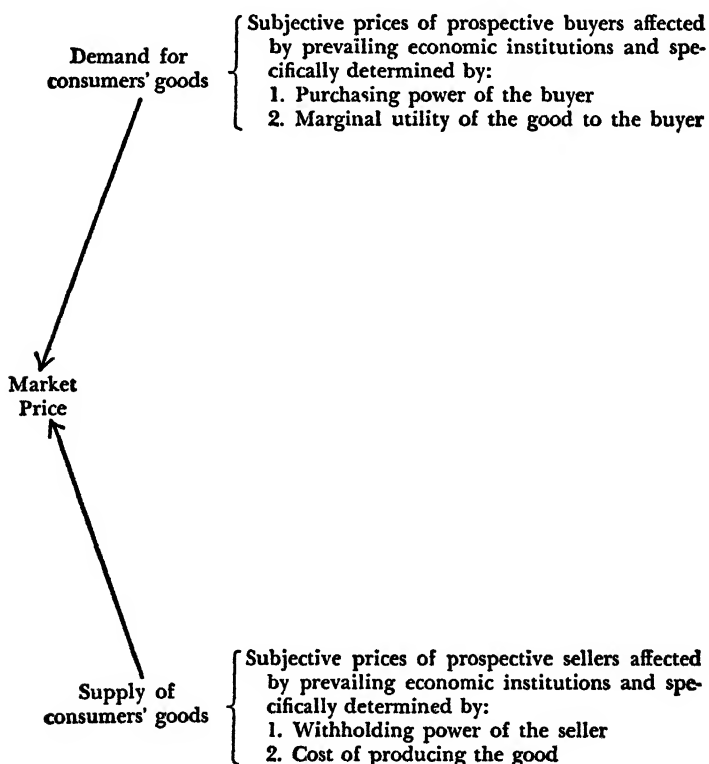 Demand for
consumers' goods
Subjective prices of prospective buyers affected
by prevailing economic institutions and spe-
cifically determined by:
1. Purchasing power of the buyer
2. Marginal utility of the good to the buyer
Market
Price
Supply of
consumers' goods
Subjective prices of prospective sellers affected
by prevailing economic institutions and spe-
cifically determined by:
1. Withholding power of the seller
2. Cost of producing the good